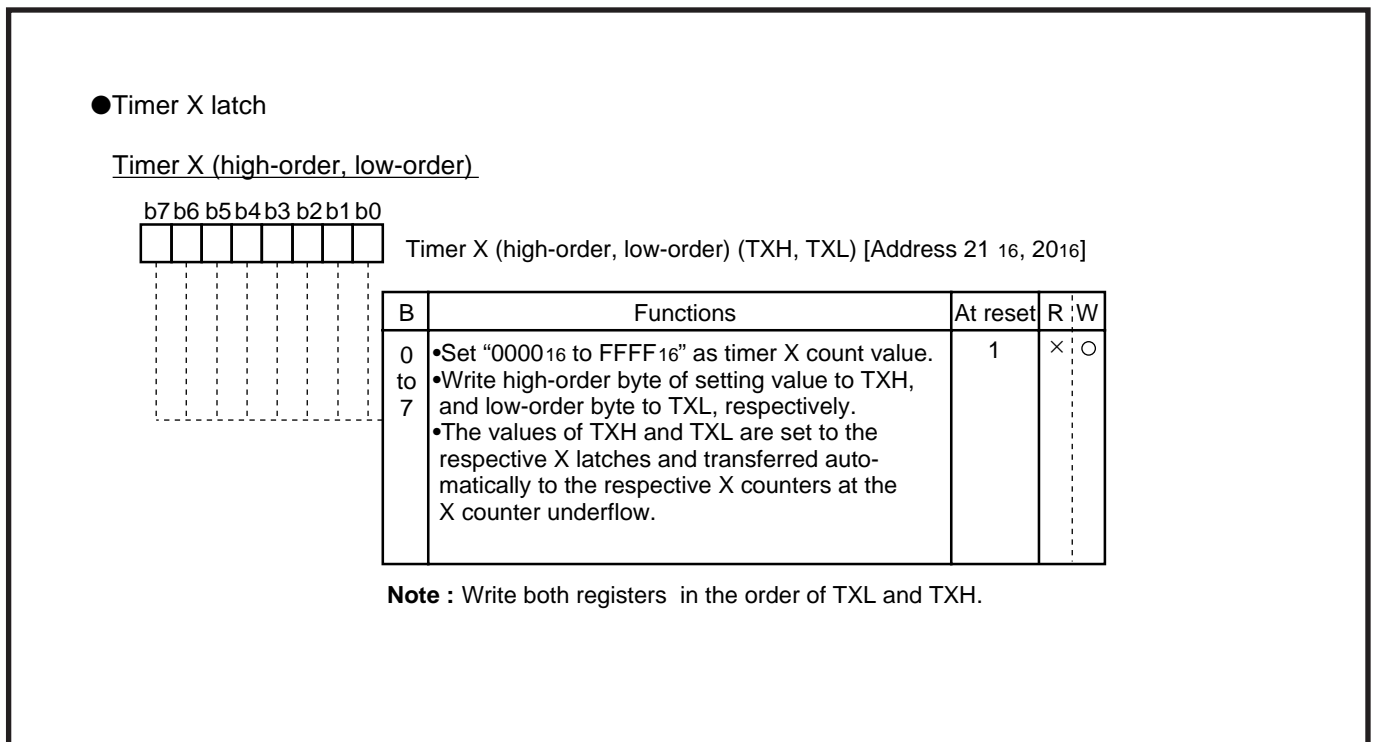 ●Timer X latch
Timer X (high-order, low-order)
b7 b6 b5 b4 b3 b2 b1 b0
Timer X (high-order, low-order) (TXH, TXL) [Address 21 16, 2016]
B Functions At reset R W
0 •Set “000016 to FFFF16” as timer X count value. 1 × ○
to •Write high-order byte of setting value to TXH,
7 and low-order byte to TXL, respectively.
•The values of TXH and TXL are set to the
respective X latches and transferred auto-
matically to the respective X counters at the
X counter underflow.
Note : Write both registers in the order of TXL and TXH.